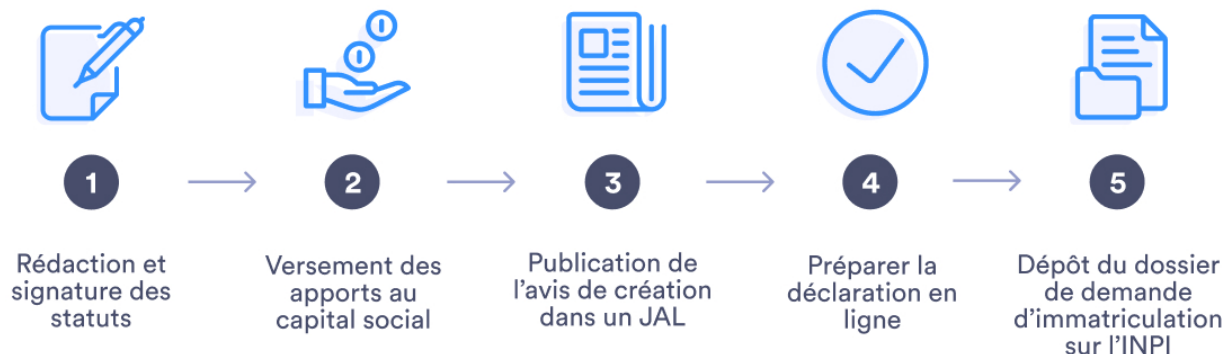 1
2
3
4
5
Rédaction et
signature des
statuts
Versement des
apports au
capital social
Publication de
l'avis de création
dans un JAL
Préparer la
déclaration en
ligne
Dépôt du dossier
de demande
d'immatriculation
sur l'INPI